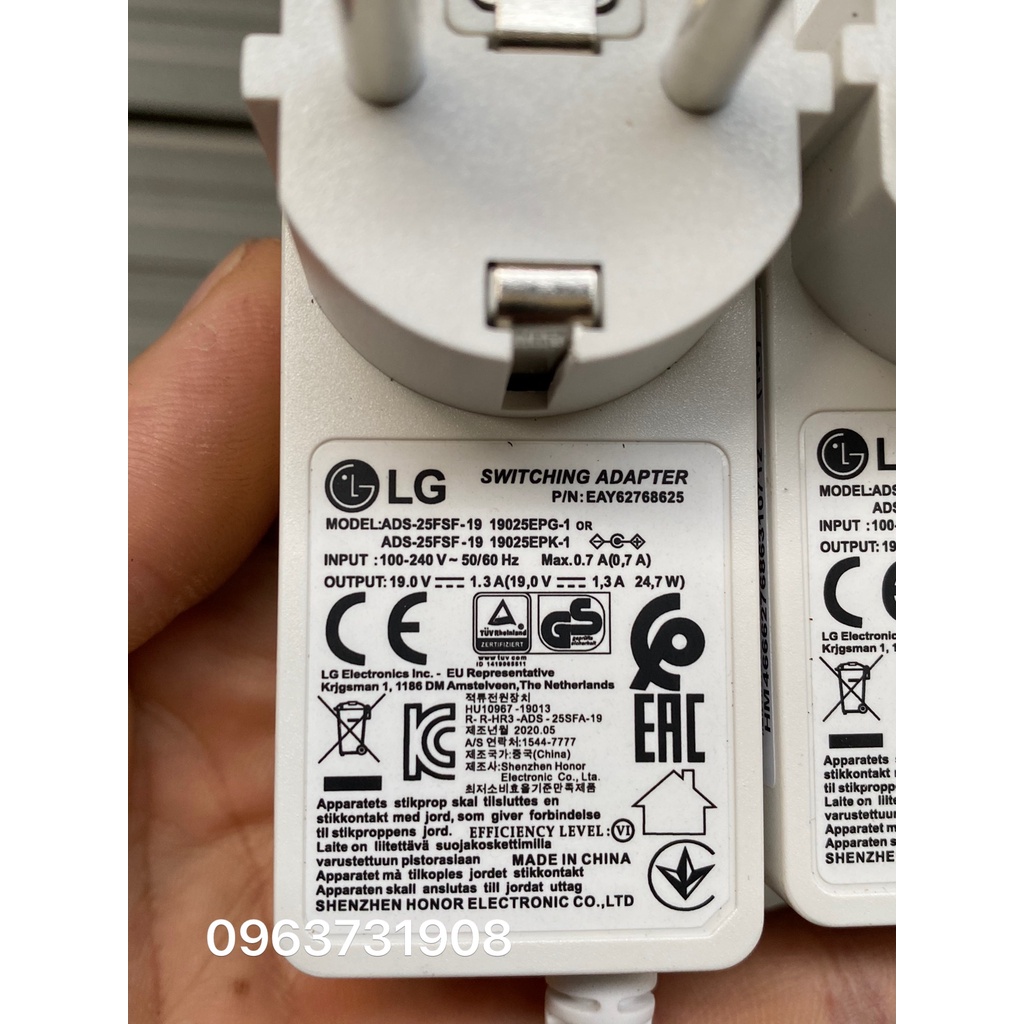 LG SWITCHING ADAPTER
P/N:EAY62768625
MODEL:ADS-25FSF-19 19025EPG-1 OR
ADS-25FSF-19 19025EPK-1
INPUT :100-240 V~50/60 Hz Max.0.7 A(0,7 A)
OUTPUT:19.0 V 1.3 A(19,0 V 1,3 A 24,7 W)
CE
TÜVRheinland
ZERTIFIZIERT
www.tuv.com
GS
geprüfte
LG Electronics Inc. - EU Representative
Krjgsman 1, 1186 DM Amstelveen,The Netherlands
적류전원장치
HU10967-19013
R- R-HR3-ADS-25SFA-19
제조년월 2020.05
A/S 연락처:1544-7777
제조국가:중국(China)
제조사:Shenzhen Honor
Electronic Co., Lta.
최저소비효율기준만족제품
EAC
Apparatets stikprop skal tilsluttes en
stikkontakt med jord, som giver forbindelse
til stikproppens jord. EFFICIENCY LEVEL:VI
Laite on liitettävä suojakoskettimilla
varustettuun pistorasiaan MADE IN CHINA
Apparatet må tilkoples jordet stikkontakt
Apparaten skall anslutas till jordat uttag
SHENZHEN HONOR ELECTRONIC CO.,LTD
0963731908
L
MODEL:ADS
ADS
INPUT :100-
OUTPUT:19
C
LG Electronic
Krjgsman 1, 1
Apparatets
stikkontakt
til stikpropp
Laite on liite
varustettuun
Apparatet m
Apparaten s
SHENZHE